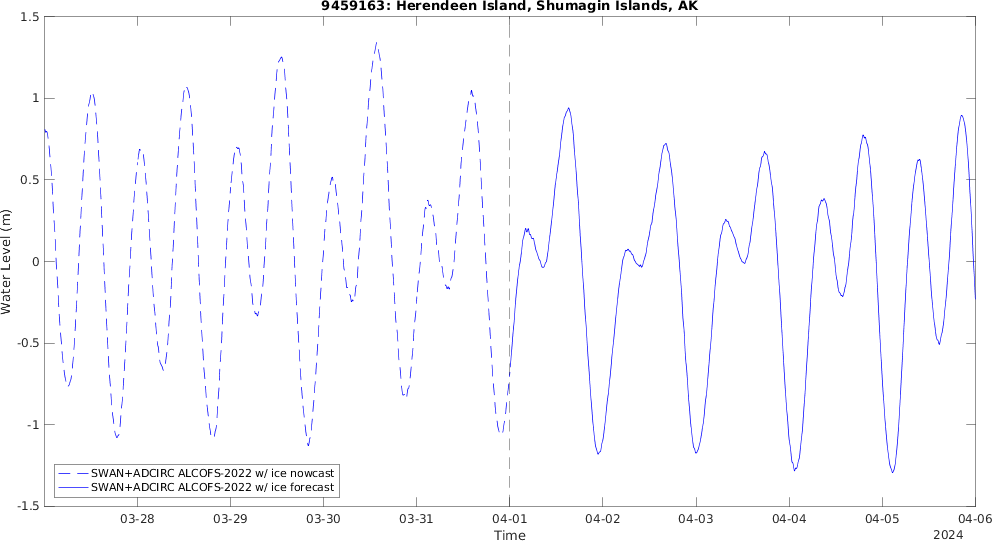 9459163: Herendeen Island, Shumagin Islands, AK
Water Level (m)
1.5
1
0.5
0
-0.5
-1
-1.5
SWAN+ADCIRC ALCOFS-2022 w/ ice nowcast
SWAN+ADCIRC ALCOFS-2022 w/ ice forecast
03-28 03-29 03-30 03-31 04-01 04-02 04-03 04-04 04-05 04-06
Time
2024